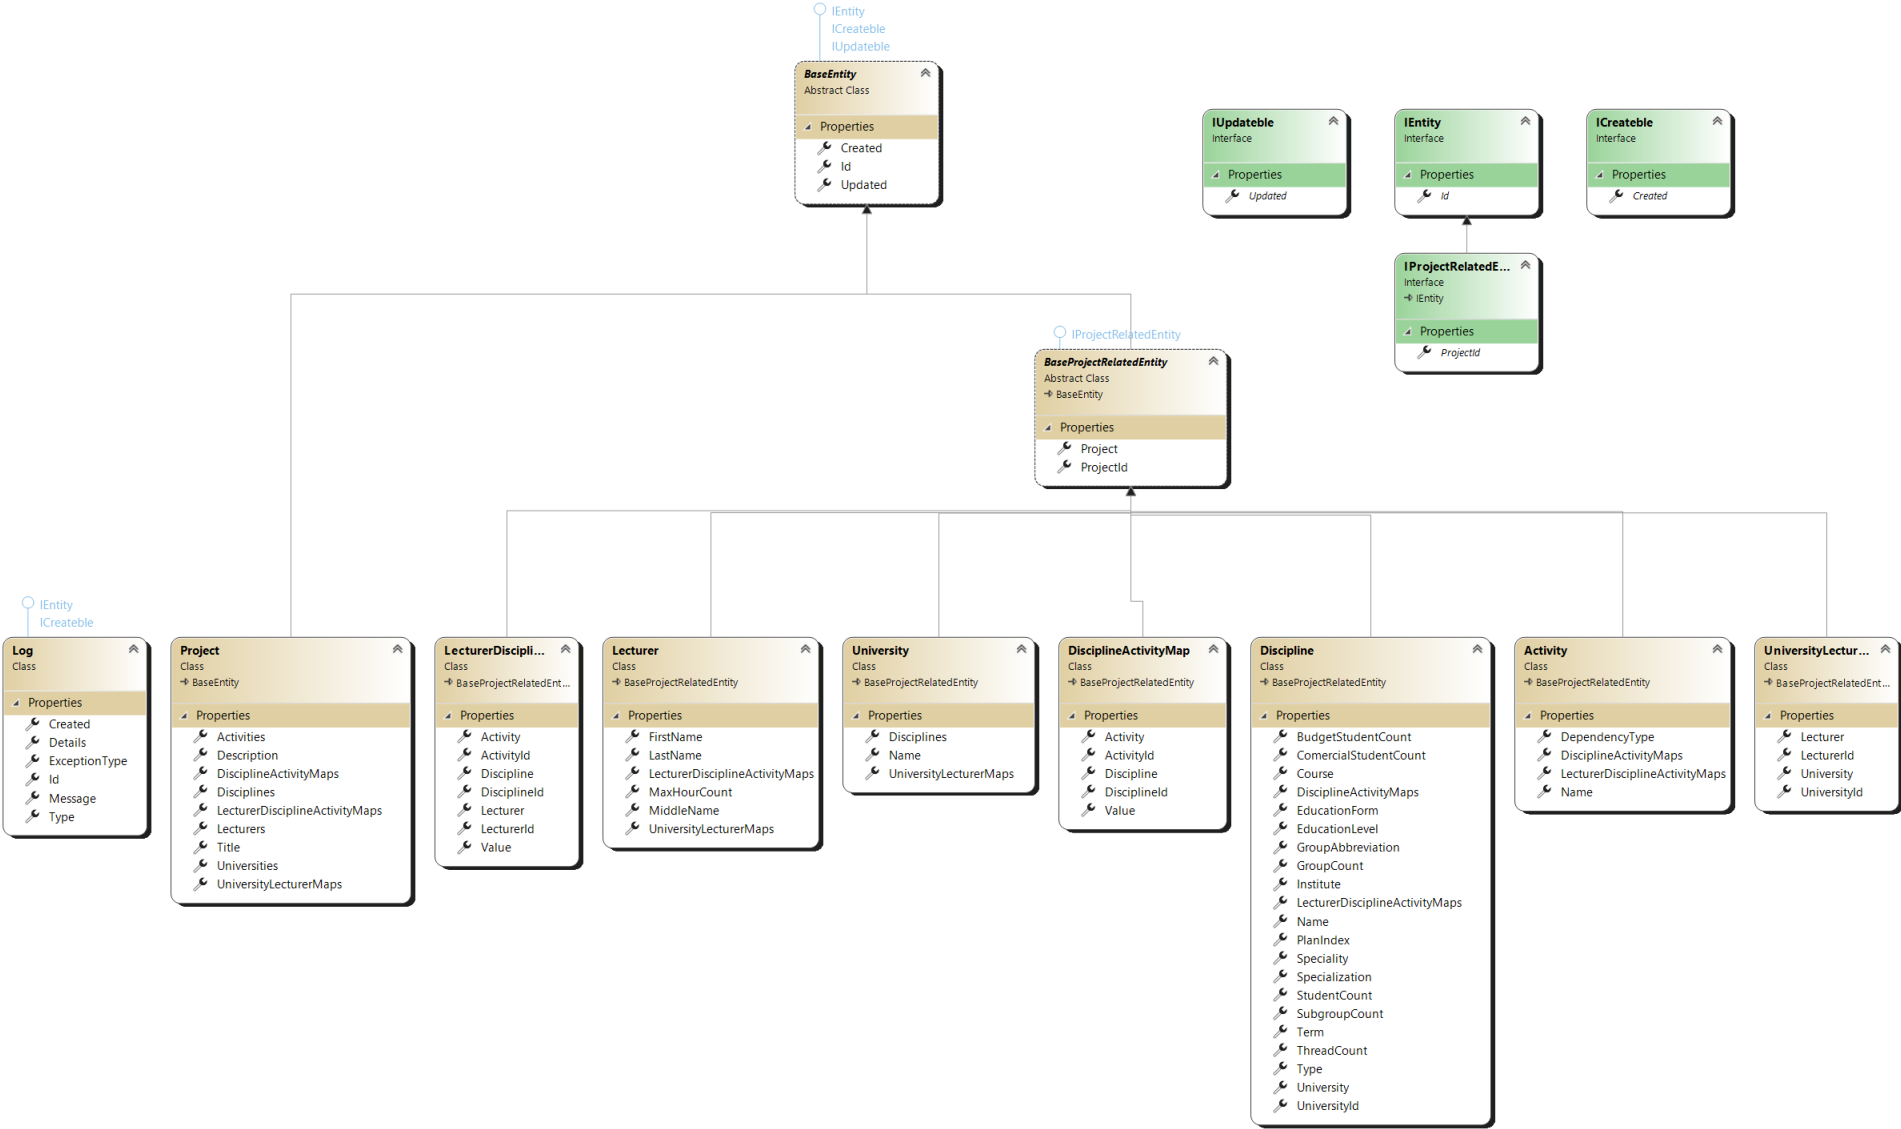 IEntity
ICreateble
IUpdateble
BaseEntity
Abstract Class
Properties
Created
Id
Updated
IUpdateble
Interface
Properties
Updated
IEntity
Interface
Properties
Id
ICreateble
Interface
Properties
Created
IProjectRelatedE...
Interface
IEntity
Properties
ProjectId
IProjectRelatedEntity
BaseProjectRelatedEntity
Abstract Class
BaseEntity
Properties
Project
ProjectId
IEntity
ICreateble
Log
Class
Properties
Created
Details
ExceptionType
Id
Message
Type
Project
Class
BaseEntity
Properties
Activities
Description
DisciplineActivityMaps
Disciplines
LecturerDisciplineActivityMaps
Lecturers
Title
Universities
UniversityLecturerMaps
LecturerDiscipli...
Class
BaseProjectRelatedEnt...
Properties
Activity
ActivityId
Discipline
DisciplineId
Lecturer
LecturerId
Value
Lecturer
Class
BaseProjectRelatedEntity
Properties
FirstName
LastName
LecturerDisciplineActivityMaps
MaxHourCount
MiddleName
UniversityLecturerMaps
University
Class
BaseProjectRelatedEntity
Properties
Disciplines
Name
UniversityLecturerMaps
DisciplineActivityMap
Class
BaseProjectRelatedEntity
Properties
Activity
ActivityId
Discipline
DisciplineId
Value
Discipline
Class
BaseProjectRelatedEntity
Properties
BudgetStudentCount
ComercialStudentCount
Course
DisciplineActivityMaps
EducationForm
EducationLevel
GroupAbbreviation
GroupCount
Institute
LecturerDisciplineActivityMaps
Name
PlanIndex
Speciality
Specialization
StudentCount
SubgroupCount
Term
ThreadCount
Type
University
UniversityId
Activity
Class
BaseProjectRelatedEntity
Properties
DependencyType
DisciplineActivityMaps
LecturerDisciplineActivityMaps
Name
UniversityLectur...
Class
BaseProjectRelatedEnt...
Properties
Lecturer
LecturerId
University
UniversityId